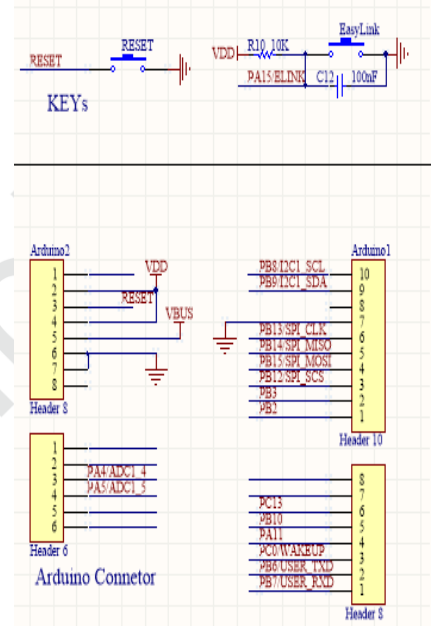 RESET
RESET
KEYs
EasyLink
VDD
R10 10K
PA15/ELINK
C12
100nF
Arduino2
1
2
3
4
5
6
7
8
VDD
RESET
VBUS
Header 8
1
2
3
4
5
6
PA4/ADC1_4
PA5/ADC1_5
Header 6
Arduino Connetor
Arduino1
PB8/I2C1_SCL
PB9/I2C1_SDA
PB13/SPI_CLK
PB14/SPI_MISO
PB15/SPI_MOSI
PB12/SPI_SCS
PB3
PB2
10
9
8
7
6
5
4
3
2
1
Header 10
PC13
PB10
PA11
PC0/WAKEUP
PB6/USER_TXD
PB7/USER_RXD
8
7
6
5
4
3
2
1
Header 8